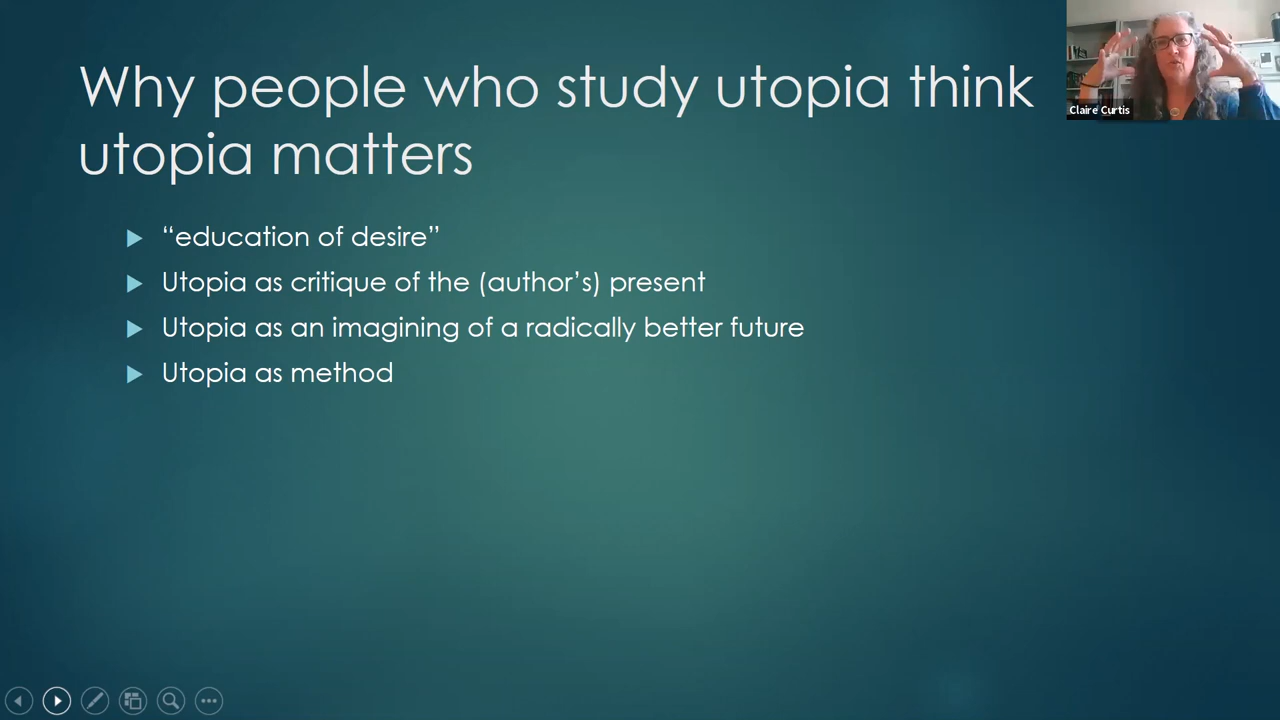 Why people who study utopia think
utopia matters
Claire Curtis
“education of desire”
Utopia as critique of the (author’s) present
Utopia as an imagining of a radically better future
Utopia as method